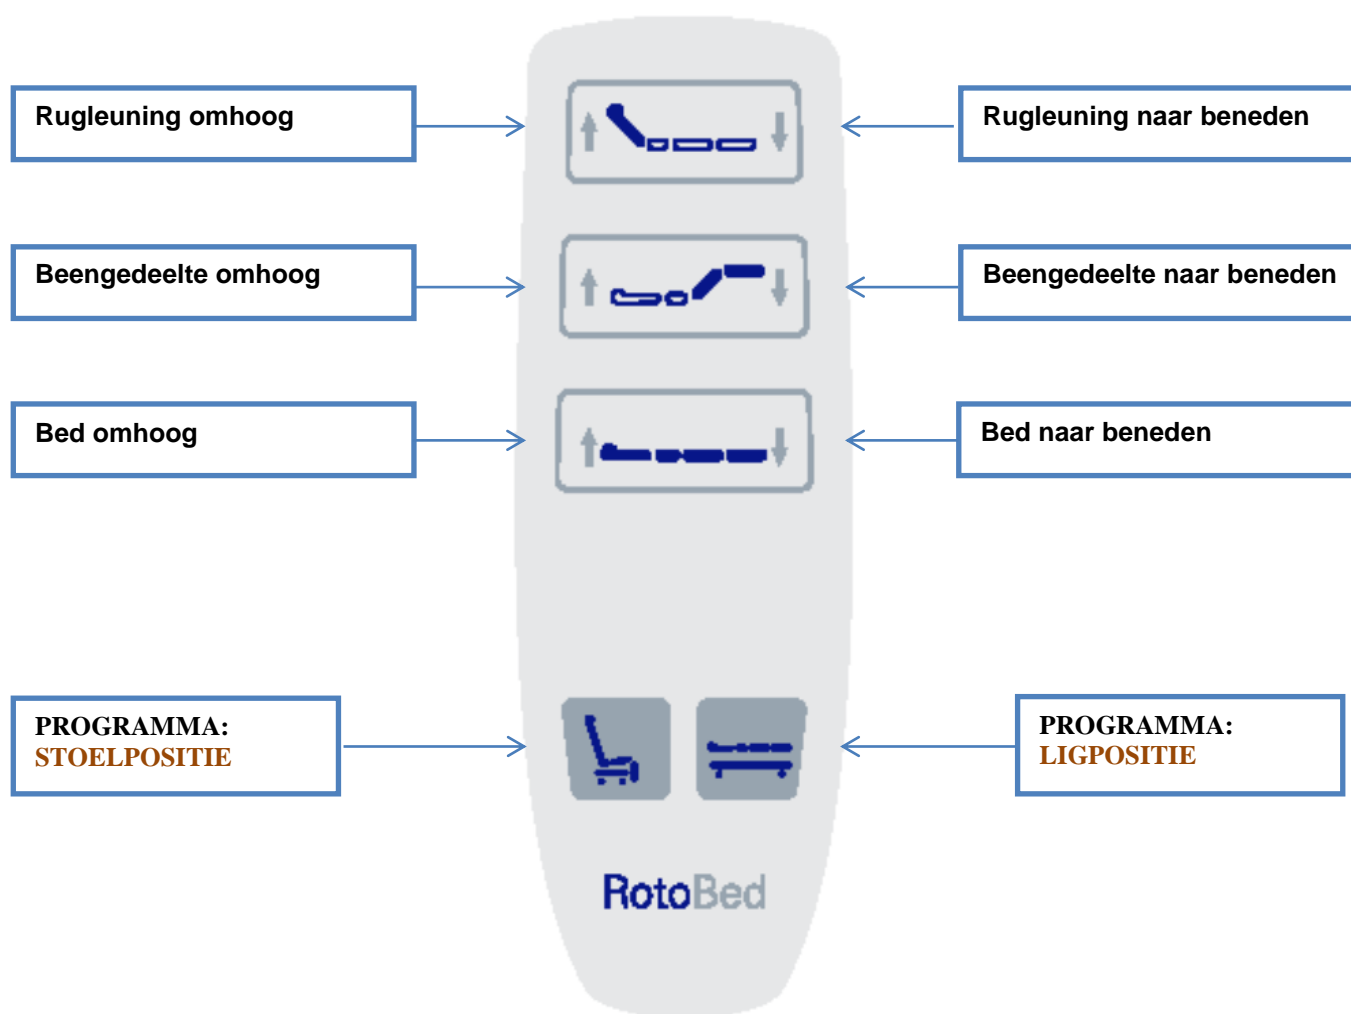 Rugleuning omhoog
Rugleuning naar beneden
Beengedeelte omhoog
Beengedeelte naar beneden
Bed omhoog
Bed naar beneden
PROGRAMMA:
STOELPOSITIE
PROGRAMMA:
LIGPOSITIE
RotoBed